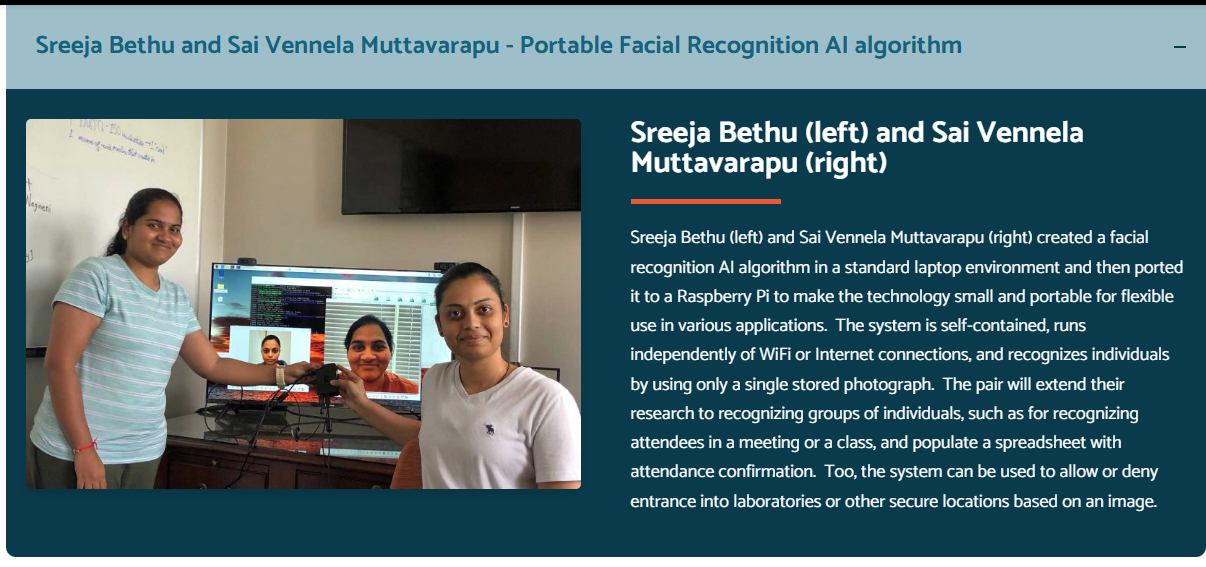 Sreeja Bethu and Sai Vennela Muttavarapu - Portable Facial Recognition AI algorithm
Sreeja Bethu (left) and Sai Vennela
Muttavarapu (right)
Sreeja Bethu (left) and Sai Vennela Muttavarapu (right) created a facial
recognition AI algorithm in a standard laptop environment and then ported
it to a Raspberry Pi to make the technology small and portable for flexible
use in various applications.  The system is self-contained, runs
independently of WiFi or Internet connections, and recognizes individuals
by using only a single stored photograph.  The pair will extend their
research to recognizing groups of individuals, such as for recognizing
attendees in a meeting or a class, and populate a spreadsheet with
attendance confirmation.  Too, the system can be used to allow or deny
entrance into laboratories or other secure locations based on an image.